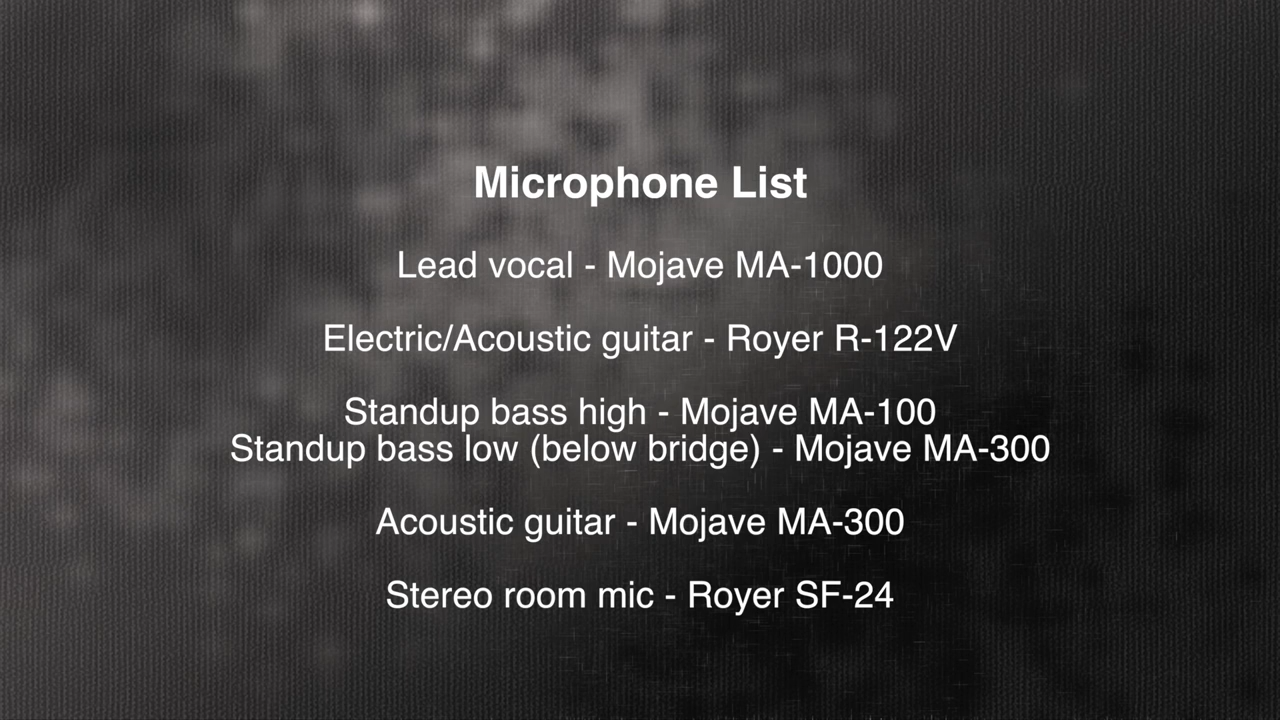 Microphone List
Lead vocal - Mojave MA-1000
Electric/Acoustic guitar - Royer R-122V
Standup bass high - Mojave MA-100
Standup bass low (below bridge) - Mojave MA-300
Acoustic guitar - Mojave MA-300
Stereo room mic - Royer SF-24